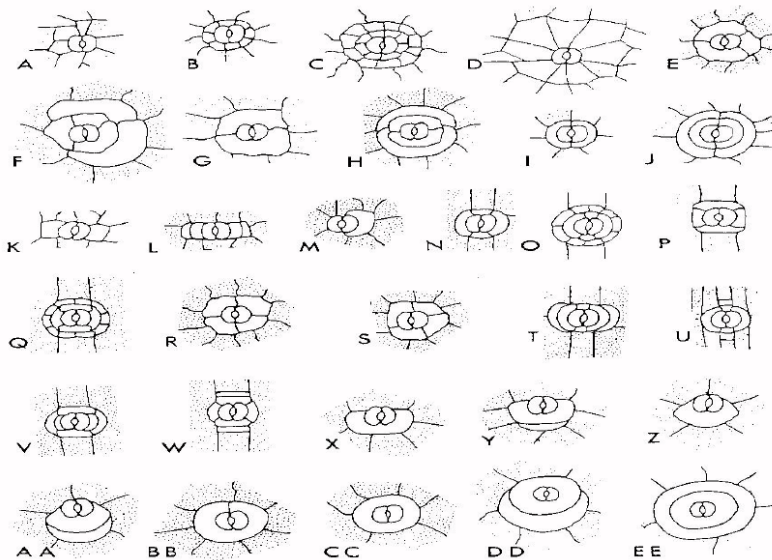 A B C D E
F G H I J
K L M N O P
Q R S T U
V W X Y Z
AA BB CC DD EE